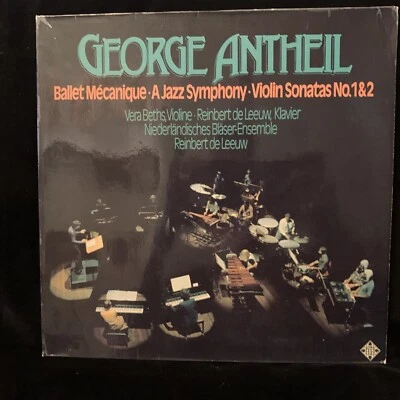 GEORGE ANTHEIL
Ballet Mécanique · A Jazz Symphony · Violin Sonatas No.1&2
Vera Beths, Violine · Reinbert de Leeuw, Klavier
Niederländisches Bläser-Ensemble
Reinbert de Leeuw